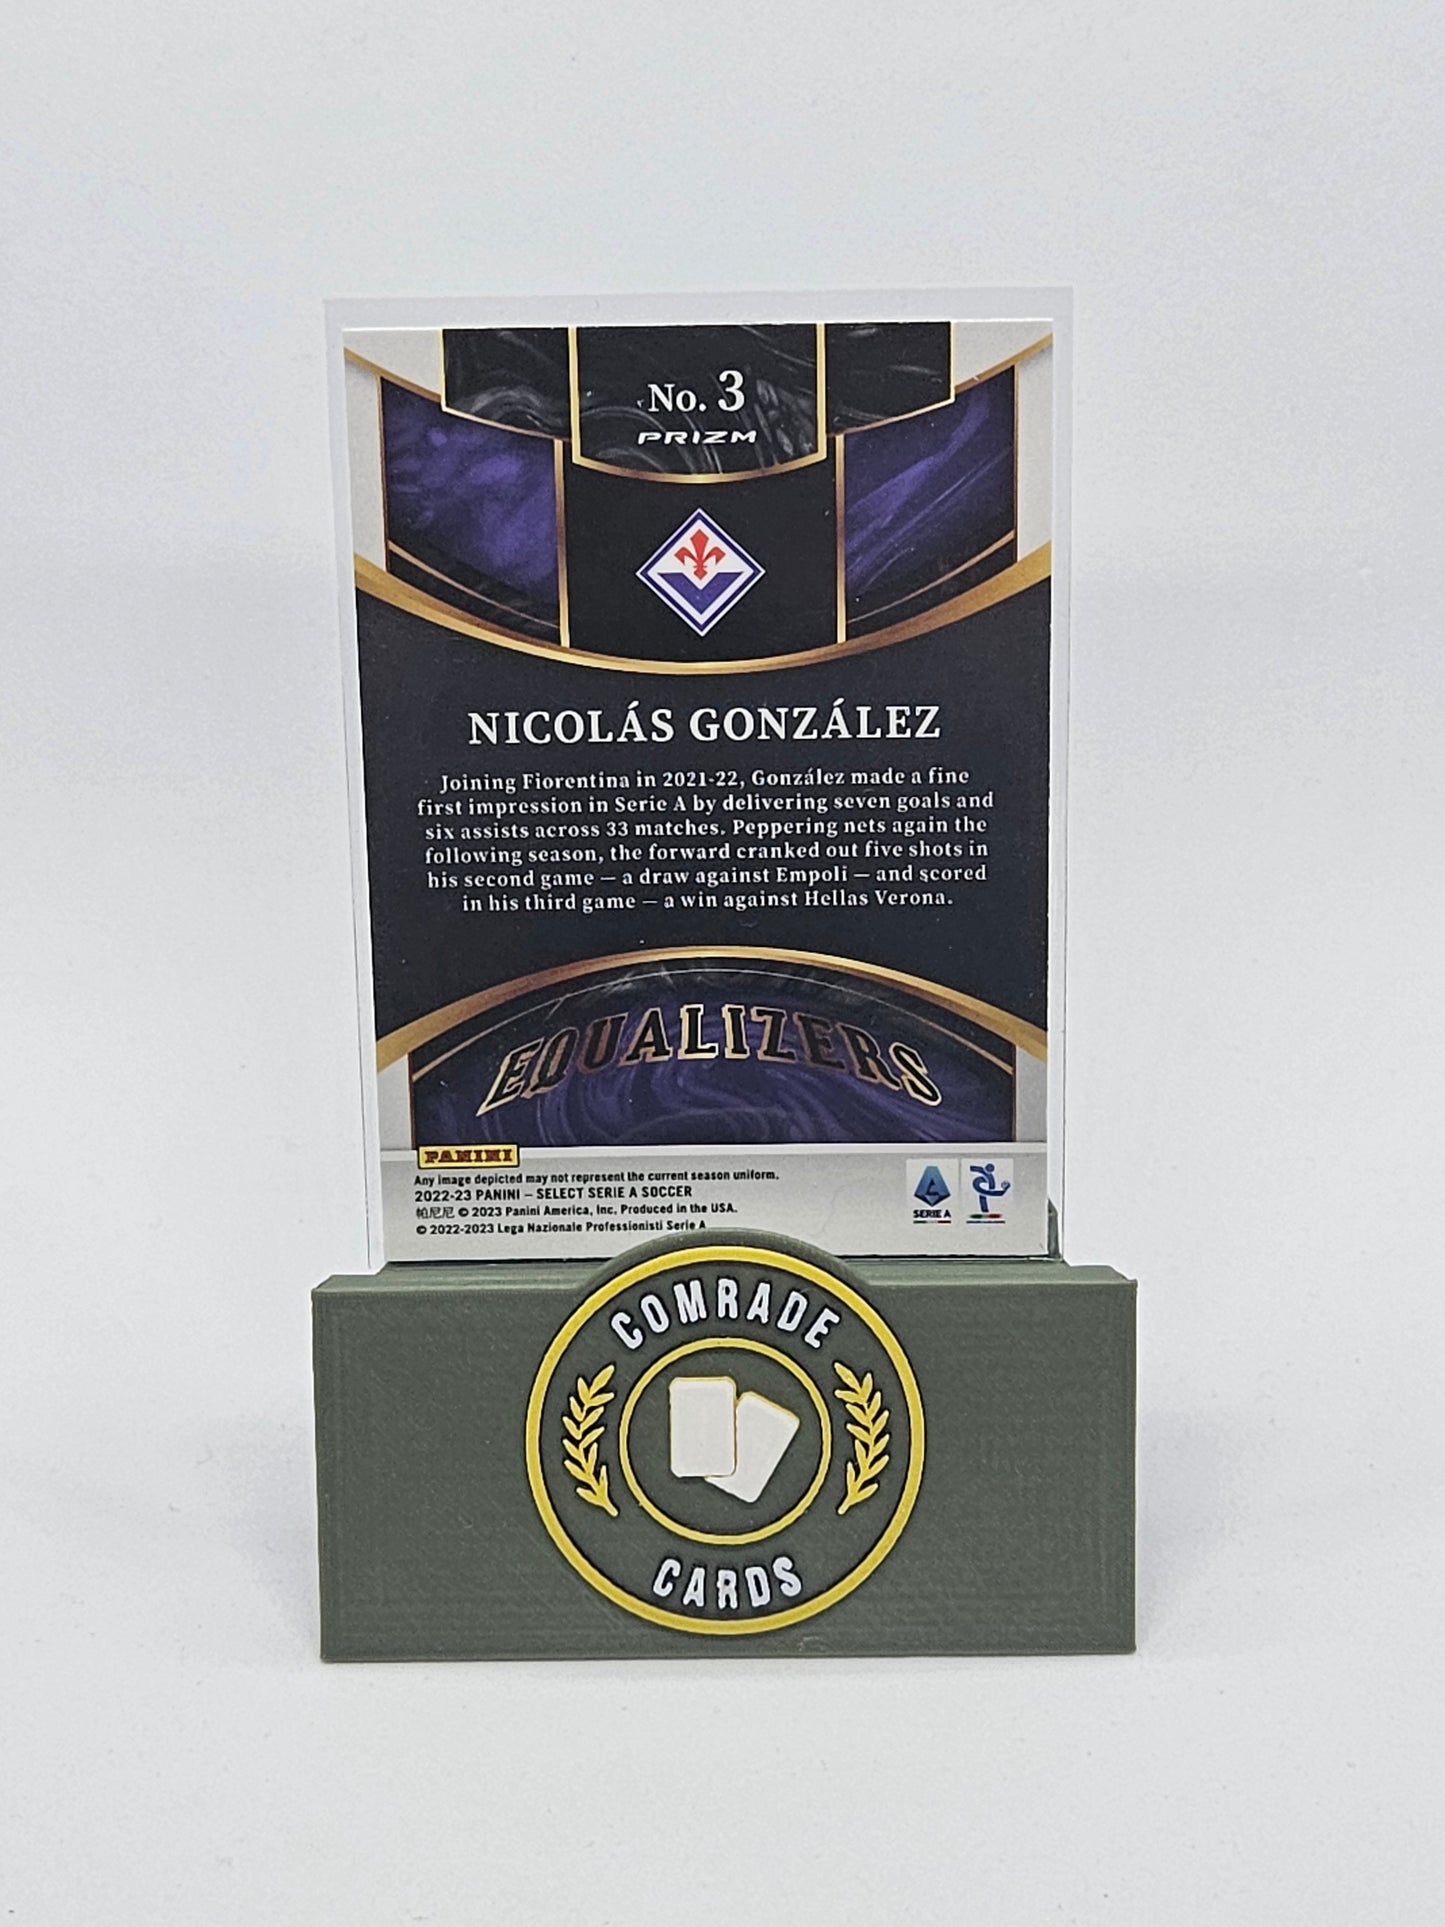 No. 3
PRIZM
NICOLÁS GONZÁLEZ
Joining Fiorentina in 2021-22, González made a fine
first impression in Serie A by delivering seven goals and
six assists across 33 matches. Peppering nets again the
following season, the forward cranked out five shots in
his second game — a draw against Empoli — and scored
in his third game — a win against Hellas Verona.
EQUALIZERS
PANINI
Any image depicted may not represent the current season uniform.
2022-23 PANINI – SELECT SERIE A SOCCER
帕尼尼 © 2023 Panini America, Inc. Produced in the USA.
© 2022-2023 Lega Nazionale Professionisti Serie A
SERIE A
COMRADE
CARDS